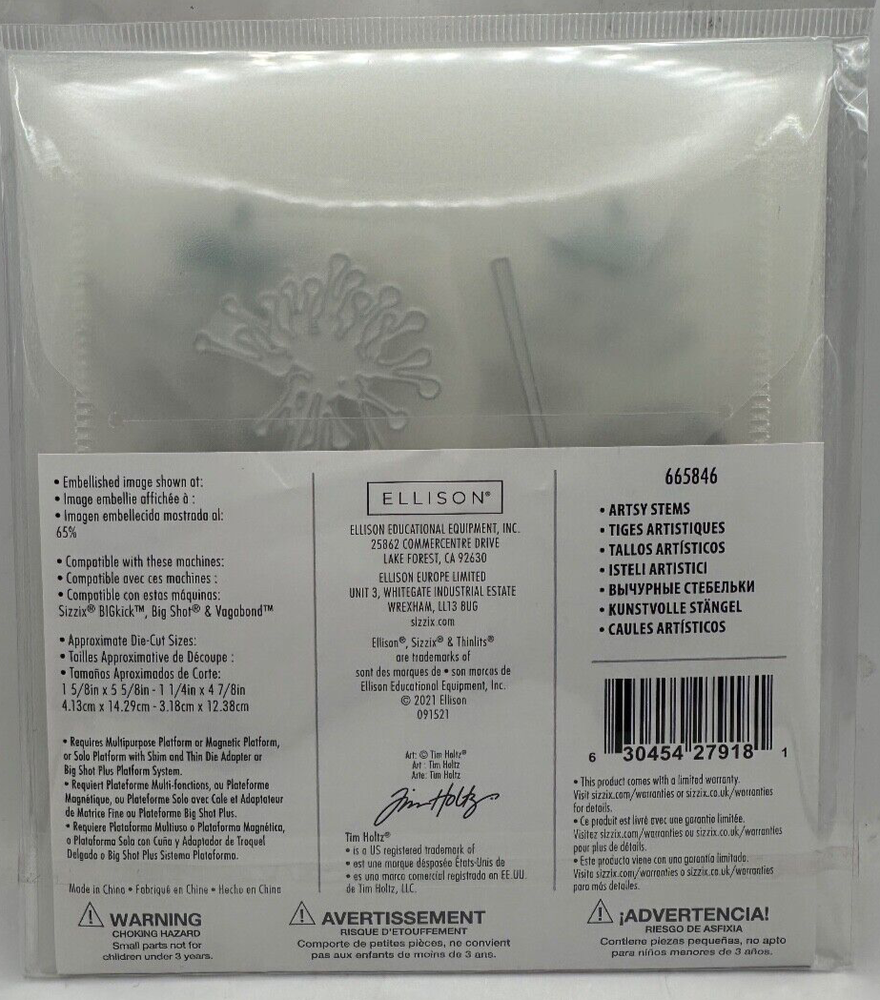 • Embellished image shown at:
• Image embellie affichée à :
• Imagen embellecida mostrada al:
65%
• Compatible with these machines:
• Compatible avec ces machines :
• Compatible con estas máquinas:
Sizzix® BIGkick™, Big Shot® & Vagabond™
• Approximate Die-Cut Sizes:
• Tailles Approximative de Découpe :
• Tamaños Aproximados de Corte:
1 5/8in x 5 5/8in - 1 1/4in x 4 7/8in
4.13cm x 14.29cm - 3.18cm x 12.38cm
• Requires Multipurpose Platform or Magnetic Platform,
or Solo Platform with Shim and Thin Die Adapter or
Big Shot Plus Platform System.
• Requiert Plateforme Multi-fonctions, ou Plateforme
Magnétique, ou Plateforme Solo avec Cale et Adaptateur
de Matrice Fine ou Plateforme Big Shot Plus.
• Requiere Plataforma Multiuso o Plataforma Magnética,
o Plataforma Solo con Cuña y Adaptador de Troquel
Delgado o Big Shot Plus Sistema Plataforma.
Made in China • Fabriqué en Chine • Hecho en China
ELLISON®
ELLISON EDUCATIONAL EQUIPMENT, INC.
25862 COMMERCENTRE DRIVE
LAKE FOREST, CA 92630
ELLISON EUROPE LIMITED
UNIT 3, WHITEGATE INDUSTRIAL ESTATE
WREXHAM, LL13 8UG
sizzix.com
Ellison®, Sizzix® & Thinlits®
are trademarks of
sont des marques de • son marcas de
Ellison Educational Equipment, Inc.
© 2021 Ellison
091521
Art: © Tim Holtz®
Art : Tim Holtz
Arte: Tim Holtz
Tim Holtz
Tim Holtz®
• is a US registered trademark of
• est une marque désposée États-Unis de
• es una marca comercial registrada en EE.UU.
de Tim Holtz, LLC.
665846
• ARTSY STEMS
• TIGES ARTISTIQUES
• TALLOS ARTÍSTICOS
• ISTELI ARTISTICI
• ВЫЧУРНЫЕ СТЕБЕЛЬКИ
• KUNSTVOLLE STÄNGEL
• CAULES ARTÍSTICOS
6 30454 27918 1
• This product comes with a limited warranty.
Visit sizzix.com/warranties or sizzix.co.uk/warranties
for details.
• Ce produit est livré avec une garantie limitée.
Visitez sizzix.com/warranties ou sizzix.co.uk/warranties
pour plus de détails.
• Este producto viene con una garantía limitada.
Visita sizzix.com/warranties o sizzix.co.uk/warranties
para más detalles.
WARNING
CHOKING HAZARD
Small parts not for
children under 3 years.
AVERTISSEMENT
RISQUE D'ETOUFFEMENT
Comporte de petites pièces, ne convient
pas aux enfants de moins de 3 ans.
¡ADVERTENCIA!
RIESGO DE ASFIXIA
Contiene piezas pequeñas, no apto
para niños menores de 3 años.